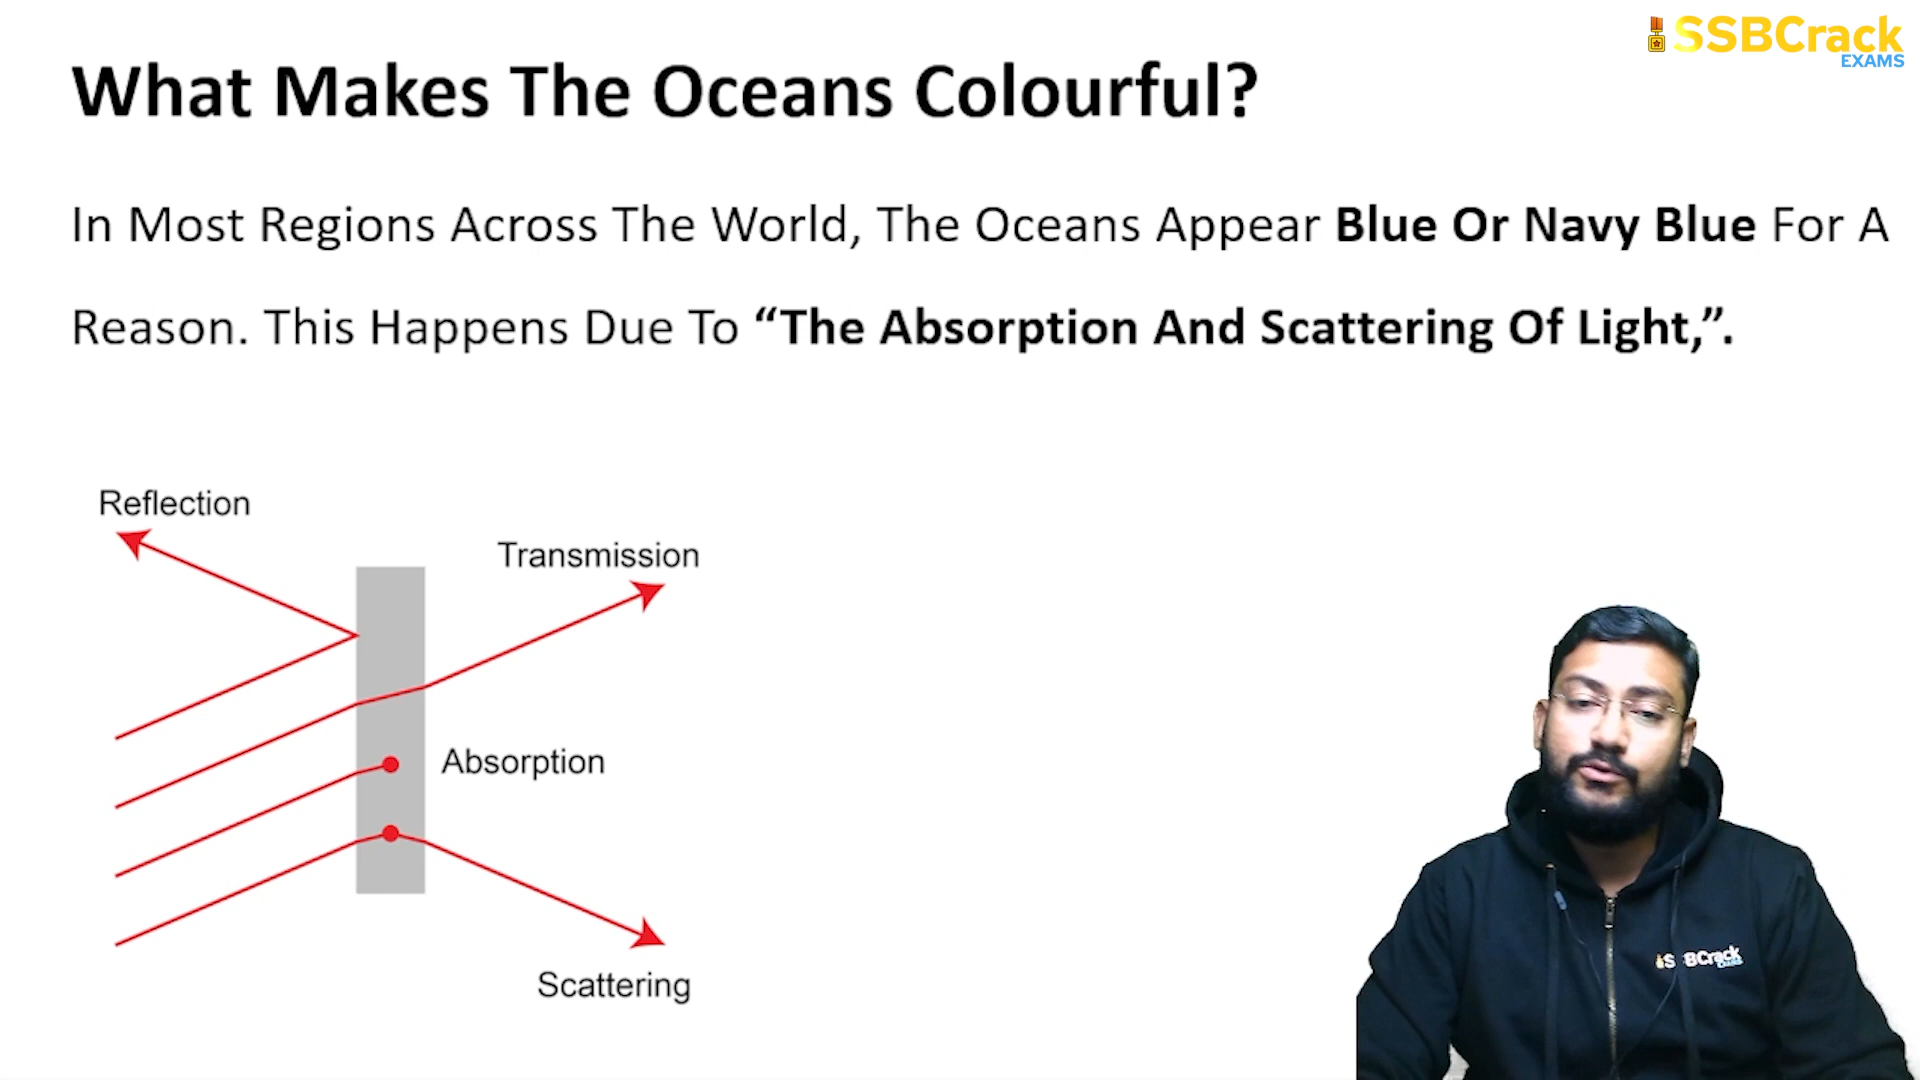 SSBCrack
EXAMS
What Makes The Oceans Colourful?
In Most Regions Across The World, The Oceans Appear Blue Or Navy Blue For A
Reason. This Happens Due To “The Absorption And Scattering Of Light,”.
Reflection
Transmission
Absorption
Scattering